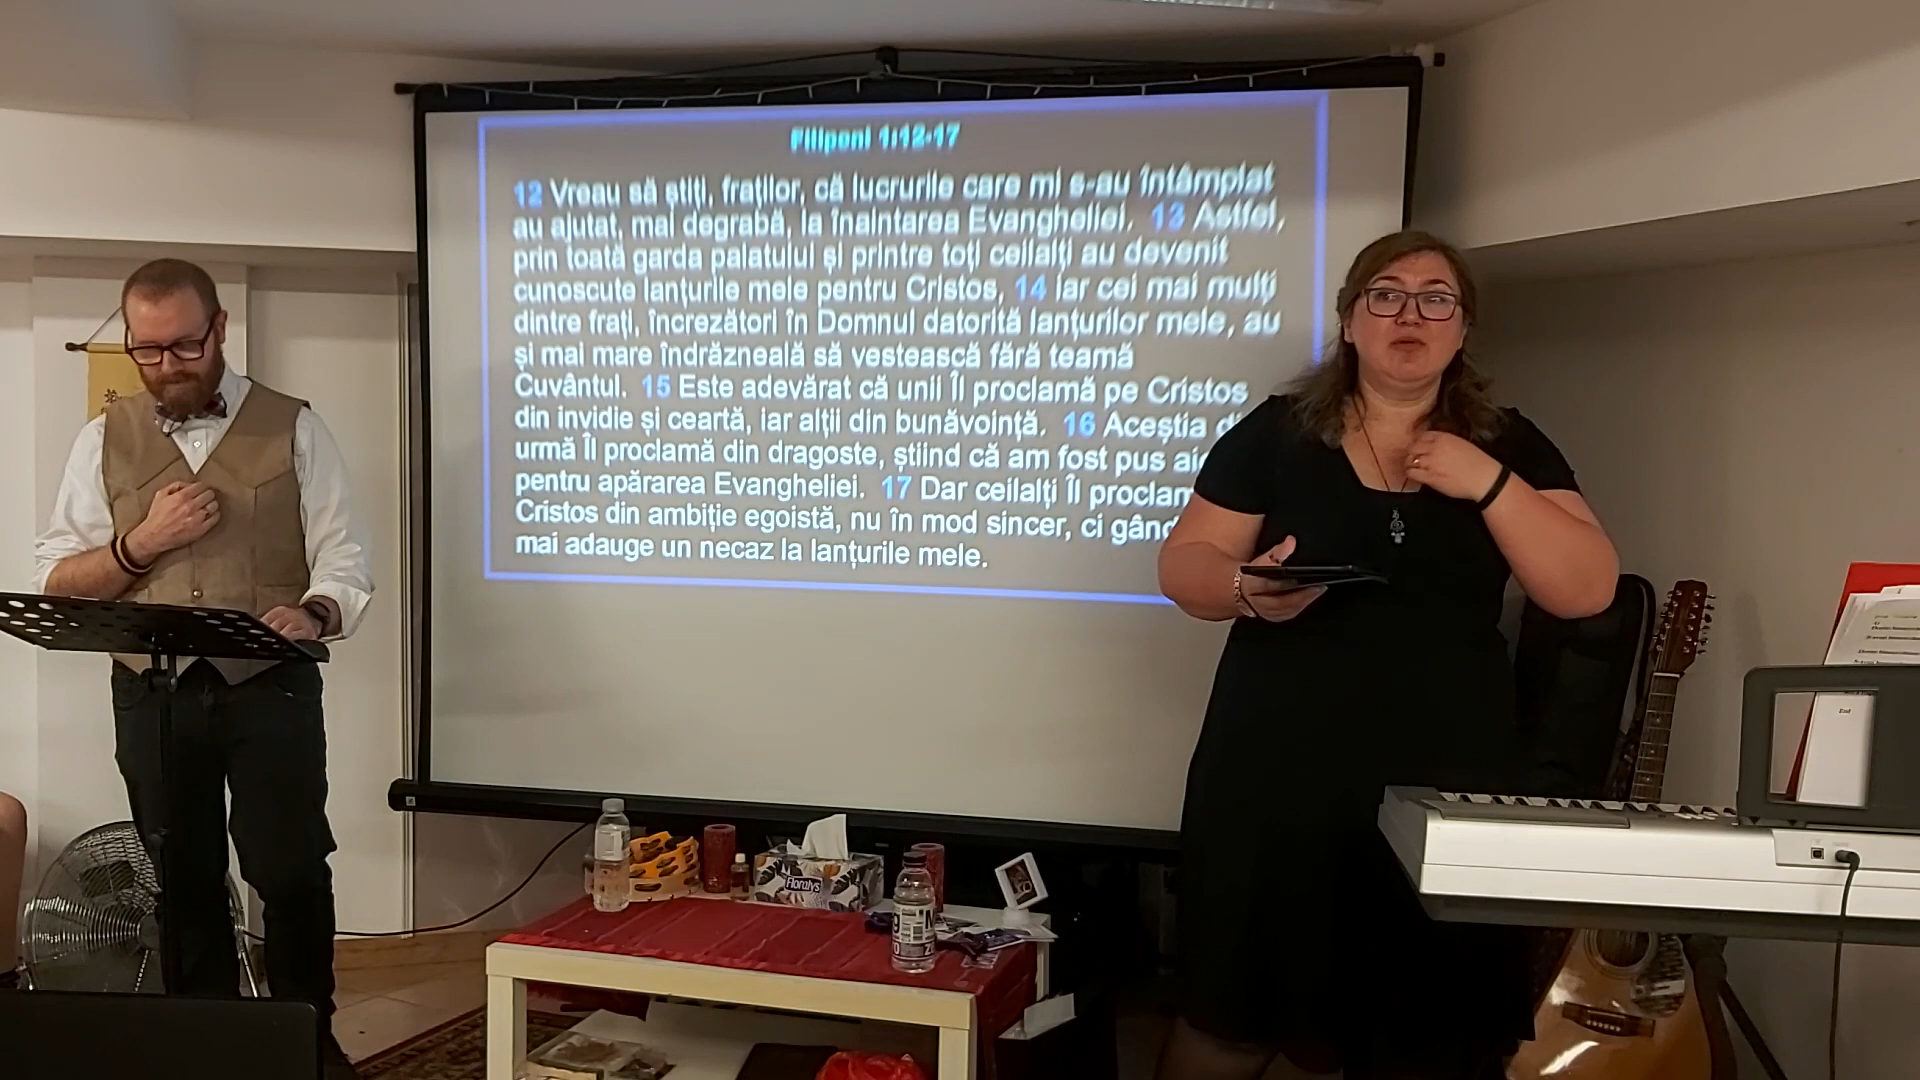 Filipeni 1:12-17
12 Vreau să știți, fraților, că lucrurile care mi s-au întâmplat
au ajutat, mai degrabă, la înaintarea Evangheliei. 13 Astfel,
prin toată garda palatului și printre toți ceilalți au devenit
cunoscute lanțurile mele pentru Cristos, 14 iar cei mai mulți
dintre frați, încrezători în Domnul datorită lanțurilor mele, au
și mai mare îndrăzneală să vestească fără teamă
Cuvântul. 15 Este adevărat că unii Îl proclamă pe Cristos
din invidie și ceartă, iar alții din bunăvoință. 16 Aceștia
urmă Îl proclamă din dragoste, știind că am fost pus
pentru apărarea Evangheliei. 17 Dar ceilalți Îl
Cristos din ambiție egoistă, nu în mod sincer, ci
mai adauge un necaz la lanțurile mele.
Floralys